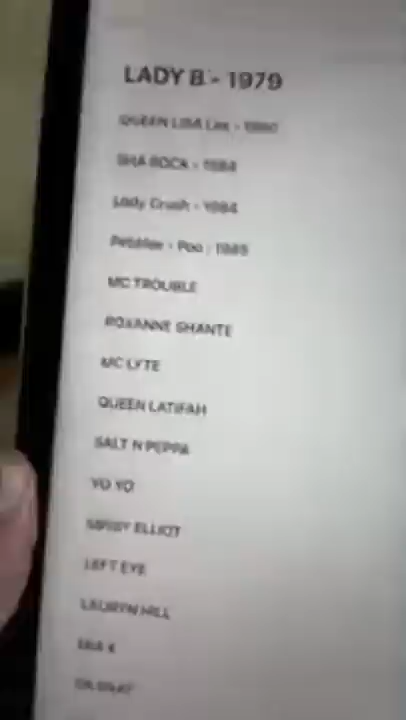 LADY B - 1979
QUEEN LISA Lee - 1980
SHA ROCK - 1984
Lady Crush - 1984
Pebblee - Poo - 1985
MC TROUBLE
ROXANNE SHANTE
MC LYTE
QUEEN LATIFAH
SALT N PEPPA
YO YO
MISSY ELLIOT
LEFT EYE
LAURYN HILL